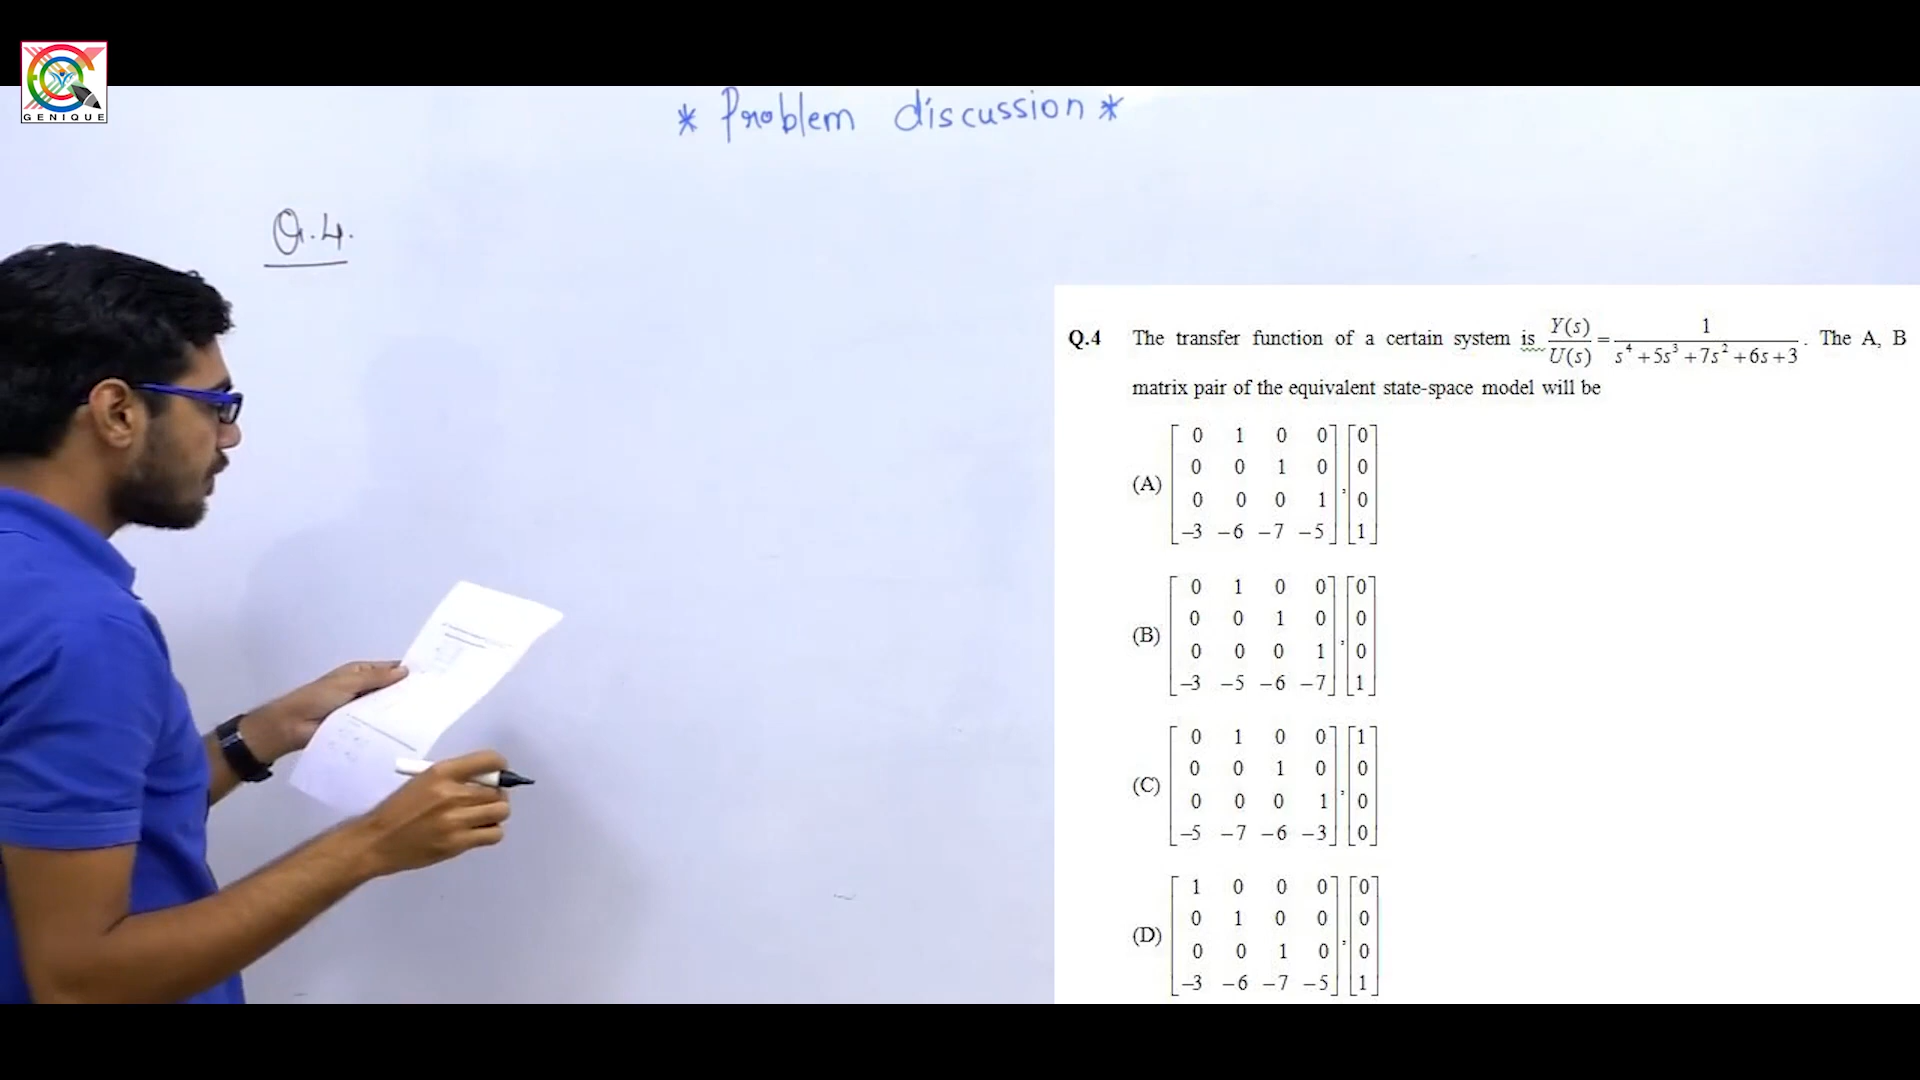 GENIQUE
* Problem discussion *
Q.4.
Q.4 The transfer function of a certain system is Y(s)/U(s) = 1/(s⁴+5s³+7s²+6s+3). The A, B
matrix pair of the equivalent state-space model will be
(A) [0 1 0 0] [0]
[0 0 1 0] [0]
[0 0 0 1], [0]
[–3 –6 –7 –5] [1]
(B) [0 1 0 0] [0]
[0 0 1 0] [0]
[0 0 0 1], [0]
[–3 –5 –6 –7] [1]
(C) [0 1 0 0] [1]
[0 0 1 0] [0]
[0 0 0 1], [0]
[–5 –7 –6 –3] [0]
(D) [1 0 0 0] [0]
[0 1 0 0] [0]
[0 0 1 0], [0]
[–3 –6 –7 –5] [1]